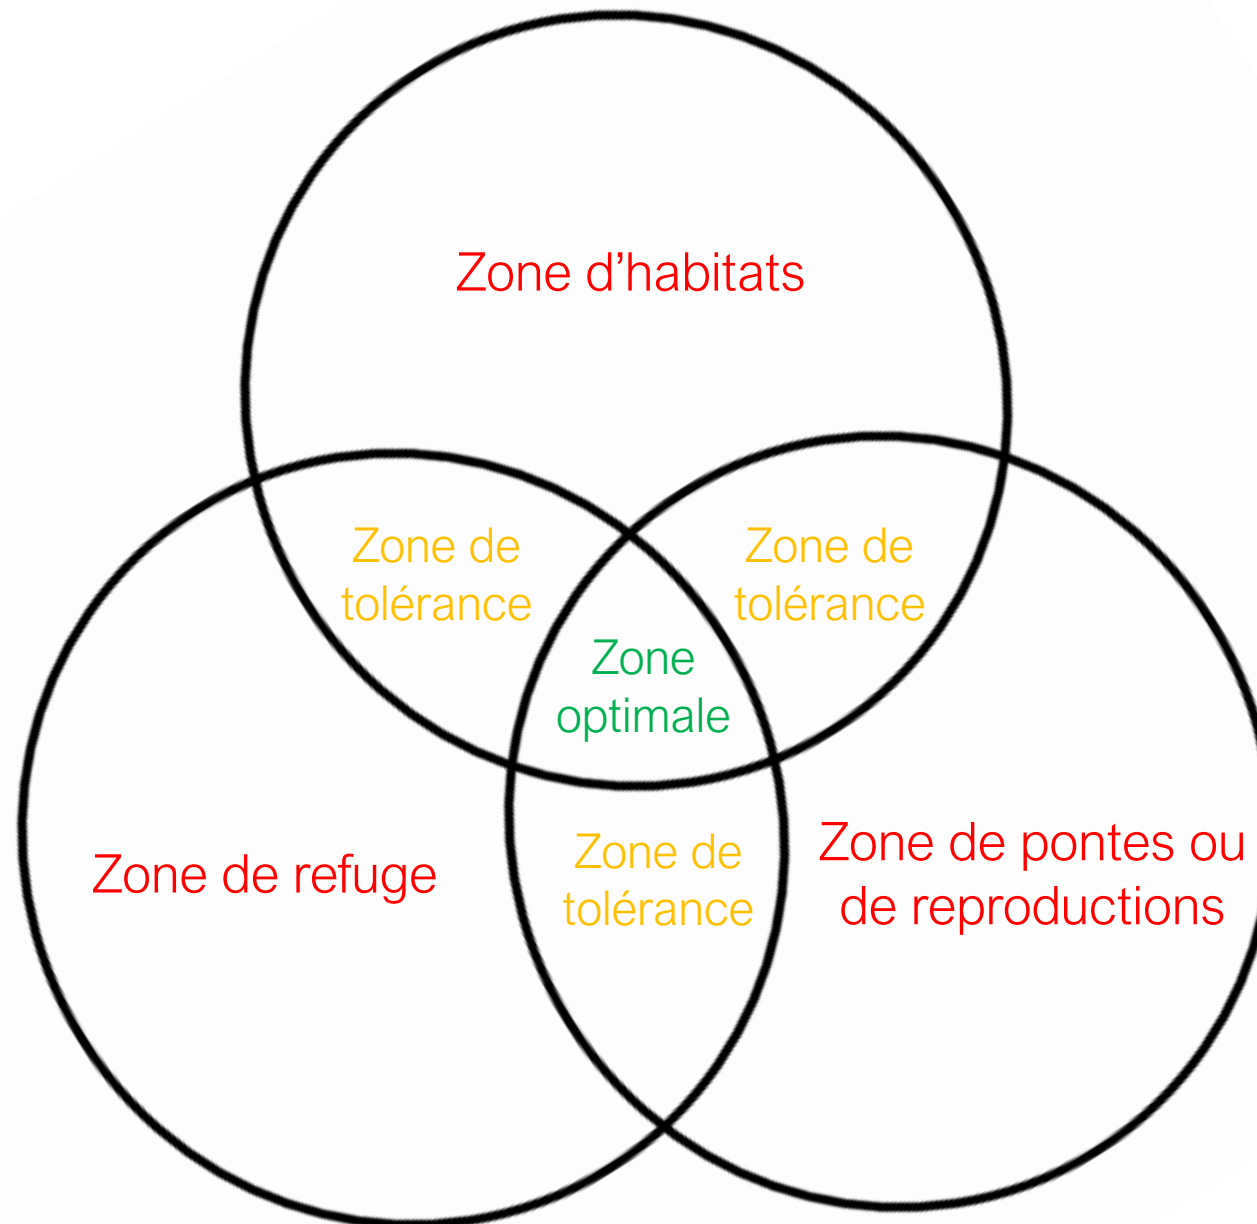 Zone d’habitats
Zone de
tolérance
Zone de
tolérance
Zone
optimale
Zone de refuge
Zone de
tolérance
Zone de pontes ou
de reproductions